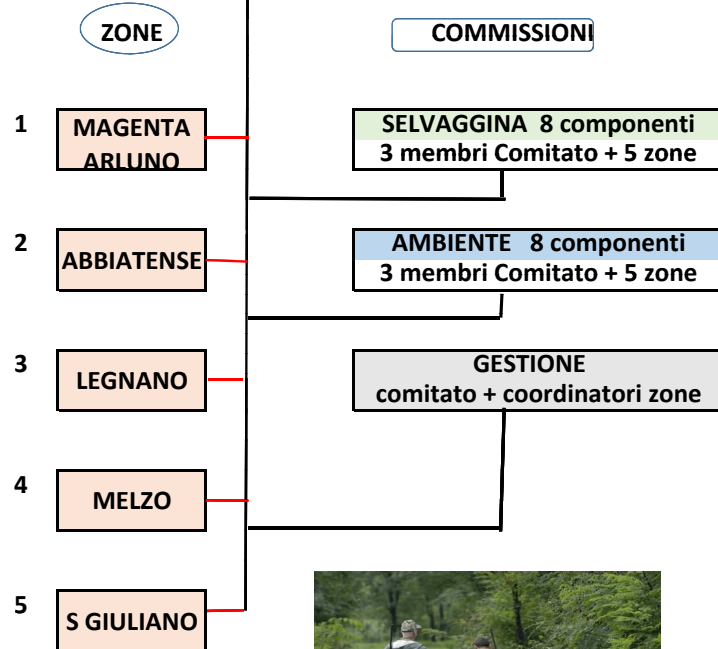 ZONE
COMMISSIONI
1
MAGENTA
ARLUNO
SELVAGGINA 8 componenti
3 membri Comitato + 5 zone
2
ABBIATENSE
AMBIENTE 8 componenti
3 membri Comitato + 5 zone
3
LEGNANO
GESTIONE
comitato + coordinatori zone
4
MELZO
5
S GIULIANO